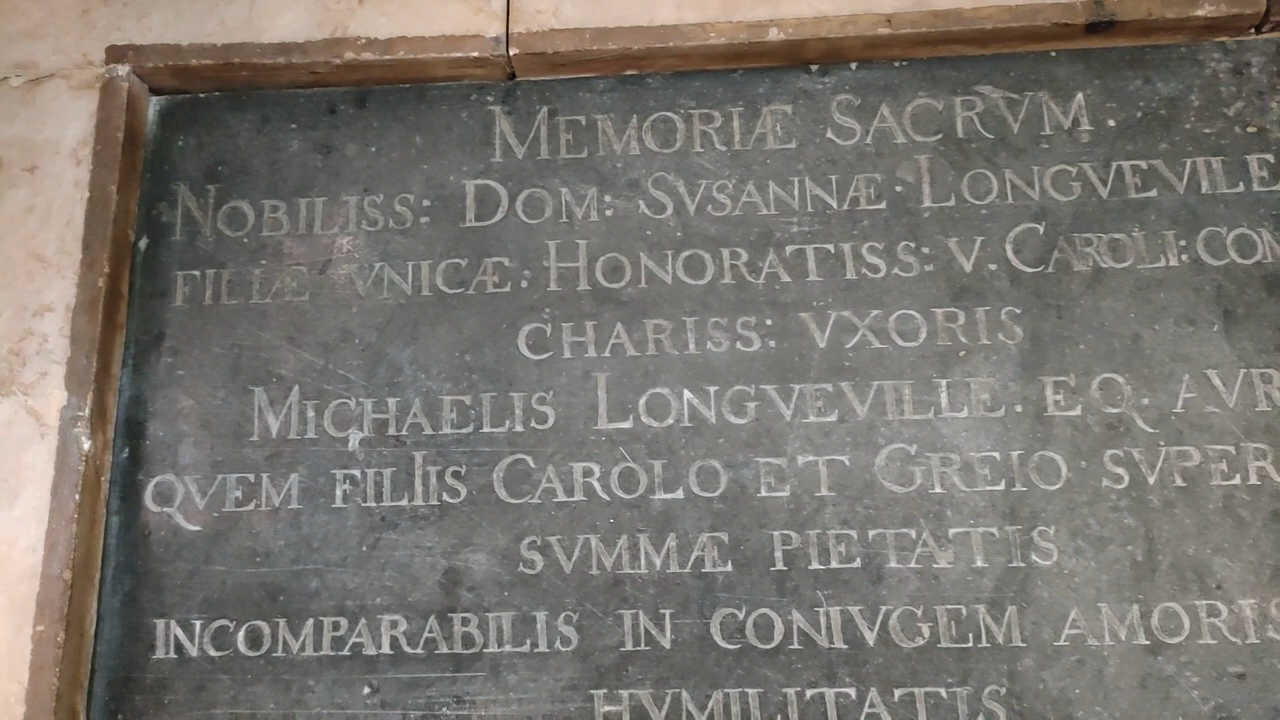 MEMORIÆ SACRVM
NOBILISS: DOM: SVSANNÆ · LONGVEVILE
FILIÆ VNICÆ: HONORATISS: V. CAROLI: COM
CHARISS: VXORIS
MICHAELIS LONGVEVILLE. EQ. AVR
QVEM FILIIS CAROLO ET GREIO · SVPER
SVMMÆ PIETATIS
INCOMPARABILIS IN CONIVGEM AMORIS
HVMILITATIS